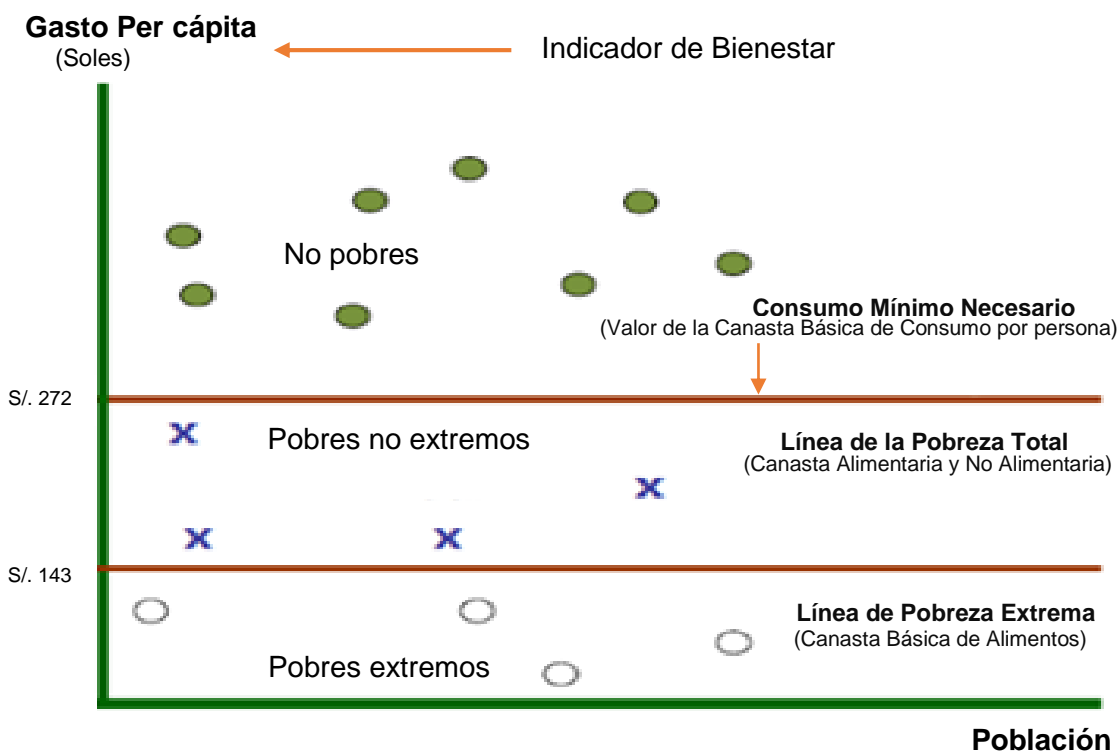 Gasto Per cápita
(Soles)
Indicador de Bienestar
No pobres
Consumo Mínimo Necesario
(Valor de la Canasta Básica de Consumo por persona)
S/. 272
Pobres no extremos
Línea de la Pobreza Total
(Canasta Alimentaria y No Alimentaria)
S/. 143
Línea de Pobreza Extrema
(Canasta Básica de Alimentos)
Pobres extremos
Población